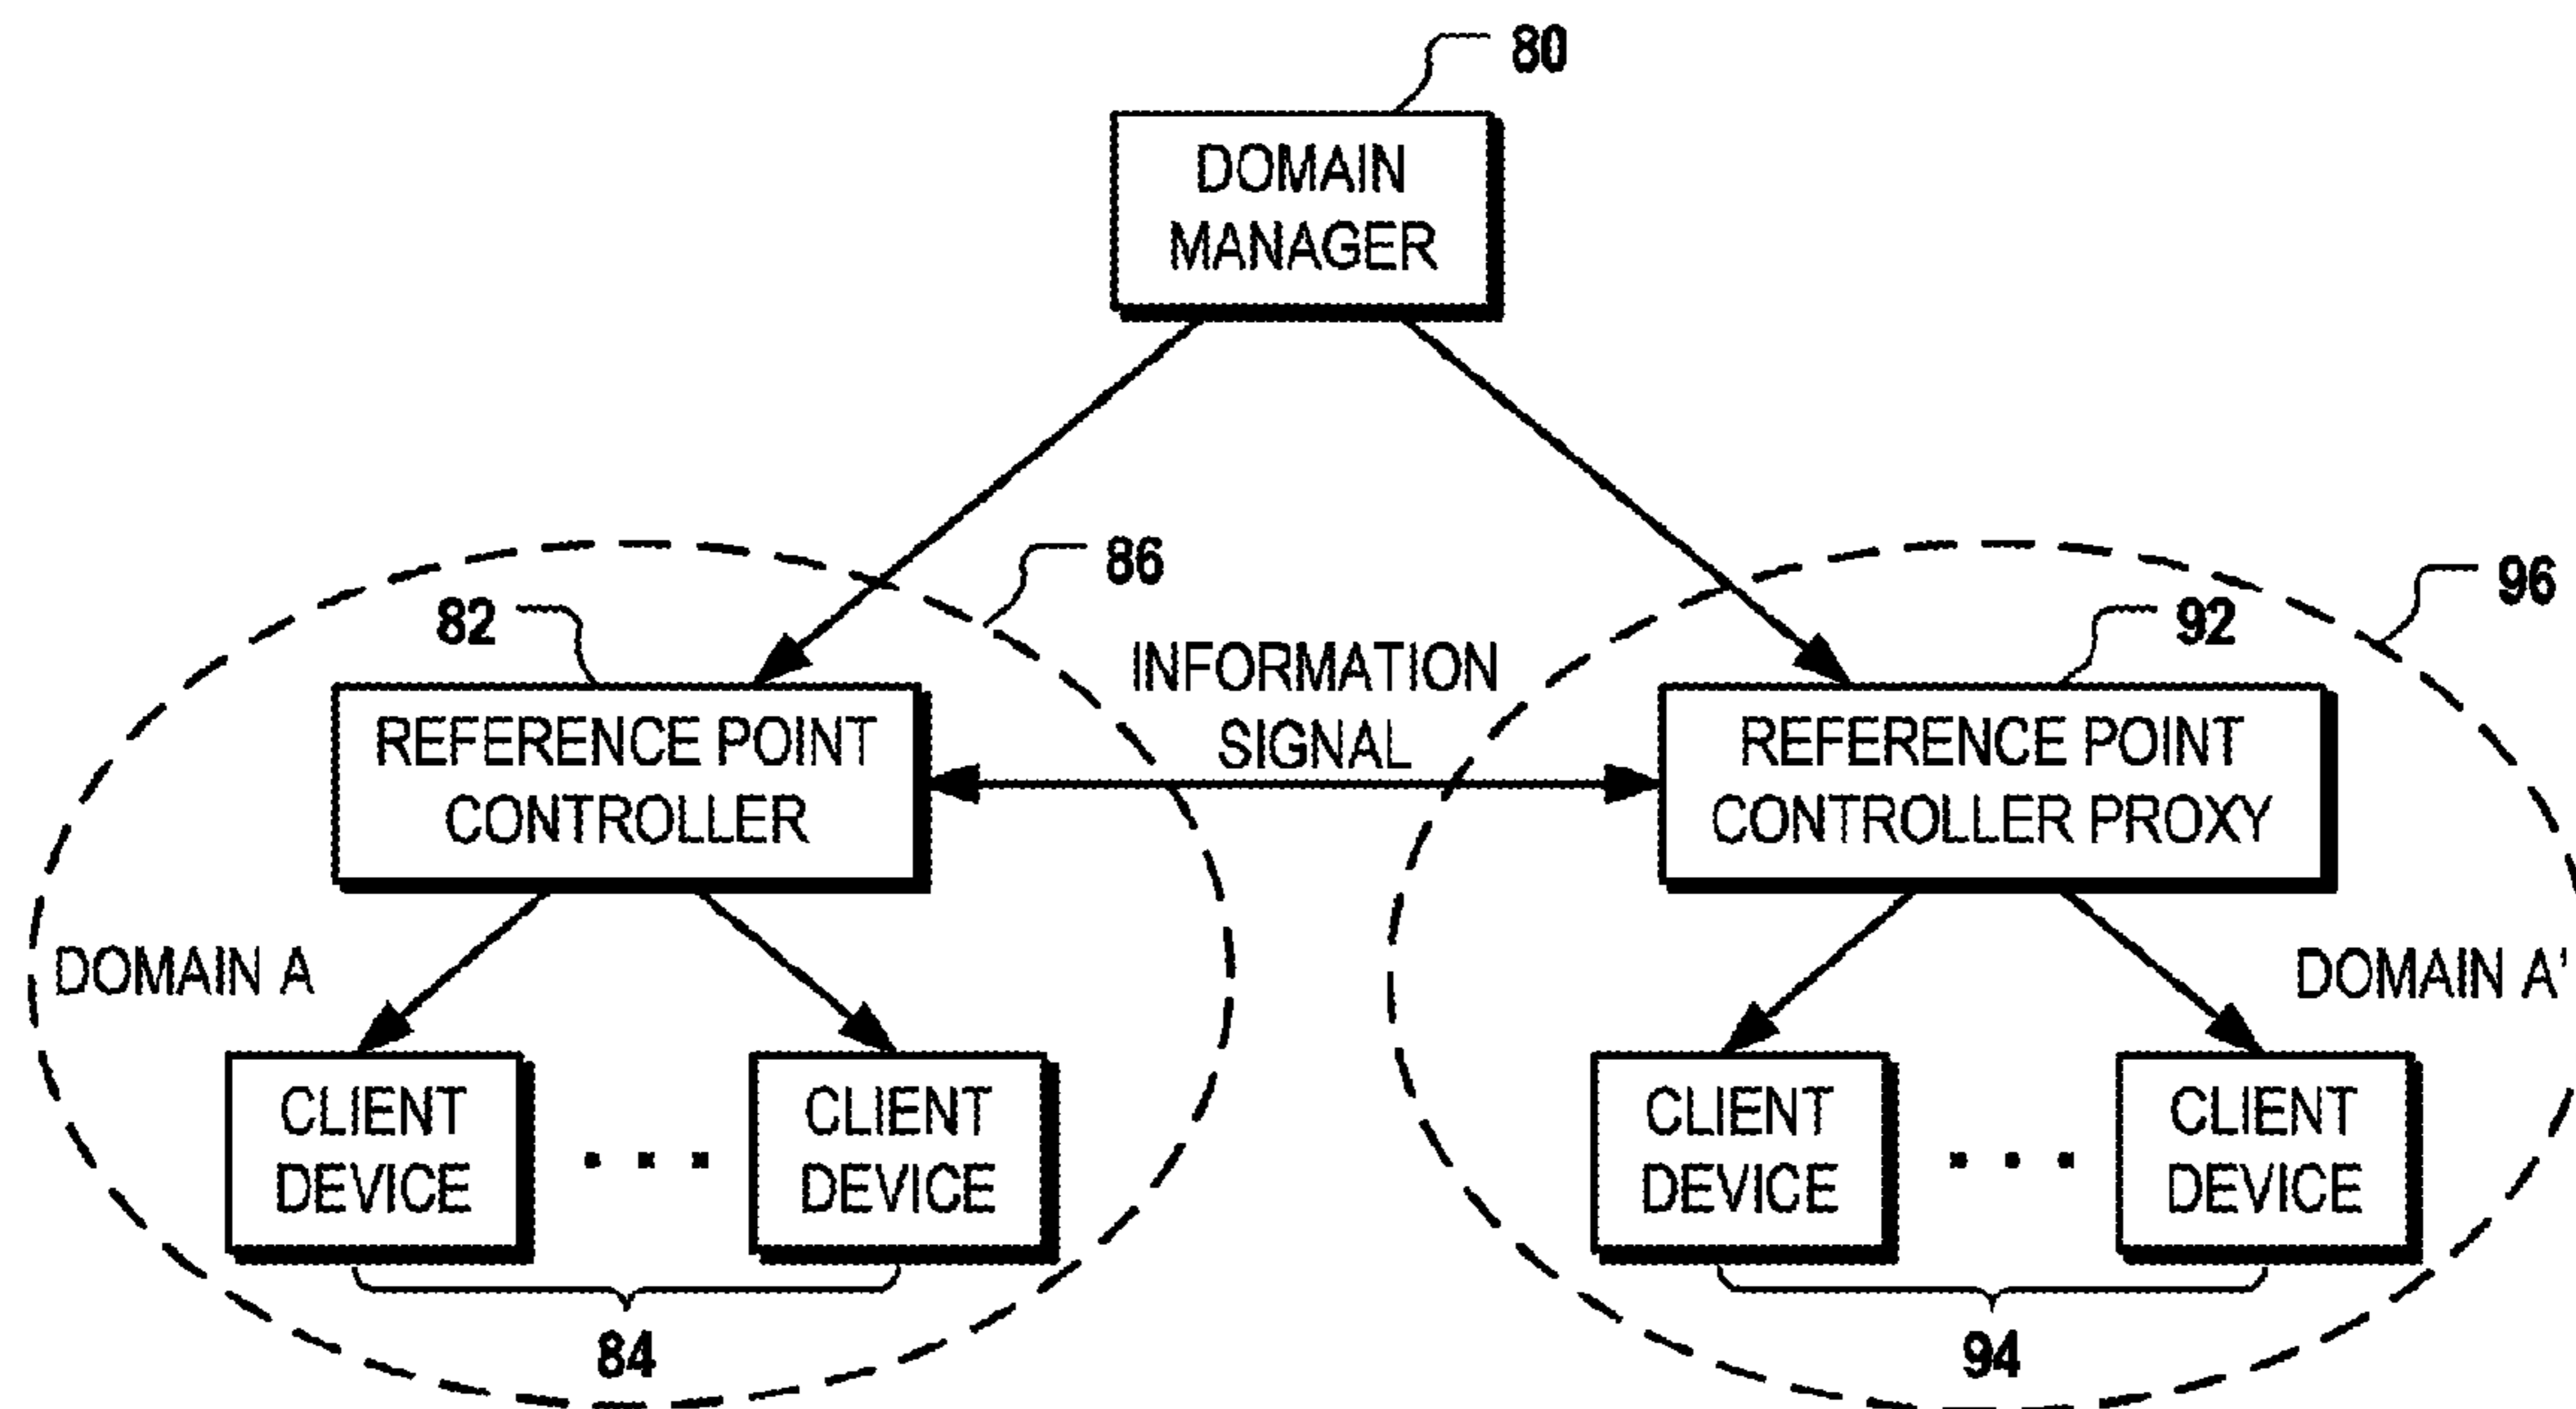 80
DOMAIN
MANAGER
86
96
82
92
INFORMATION
SIGNAL
REFERENCE POINT
CONTROLLER
REFERENCE POINT
CONTROLLER PROXY
DOMAIN A
DOMAIN A'
CLIENT
DEVICE
. . .
CLIENT
DEVICE
CLIENT
DEVICE
. . .
CLIENT
DEVICE
84
94